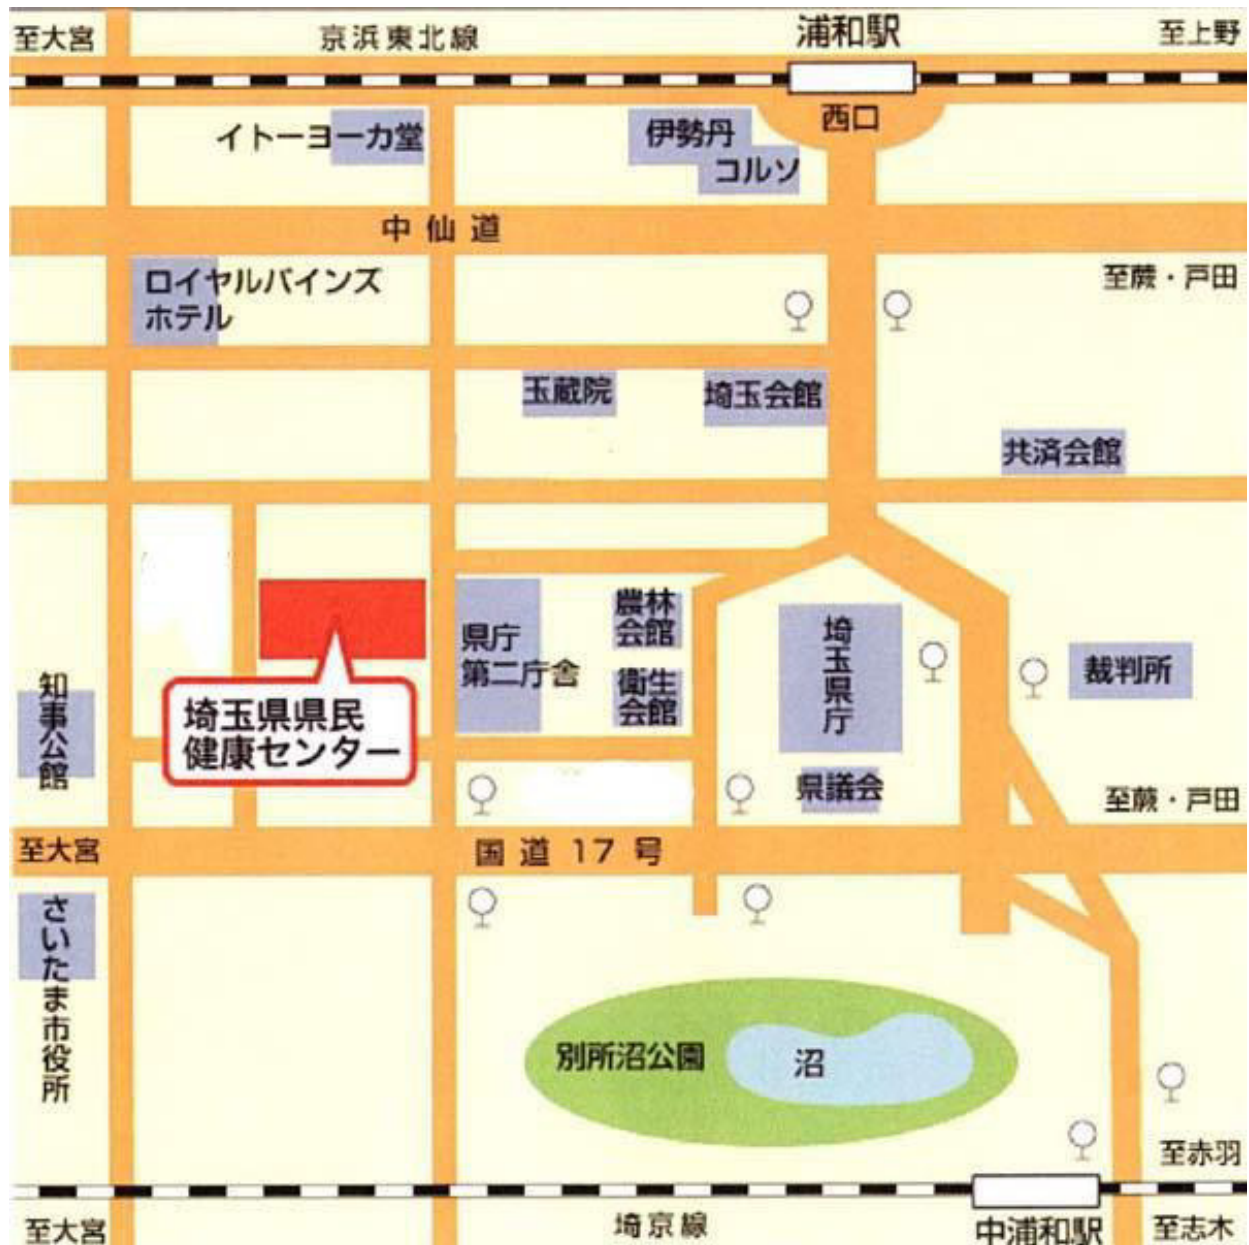 至大宮
京浜東北線
浦和駅
至上野
西口
イトーヨーカ堂
伊勢丹
コルソ
中仙道
ロイヤルパインズ
ホテル
至蕨・戸田
玉蔵院
埼玉会館
共済会館
農林
会館
県庁
第二庁舎
衛生
会館
埼玉県庁
裁判所
知事公館
埼玉県県民
健康センター
県議会
至蕨・戸田
至大宮
国道17号
さいたま市役所
別所沼公園
沼
至赤羽
至大宮
埼京線
中浦和駅
至志木